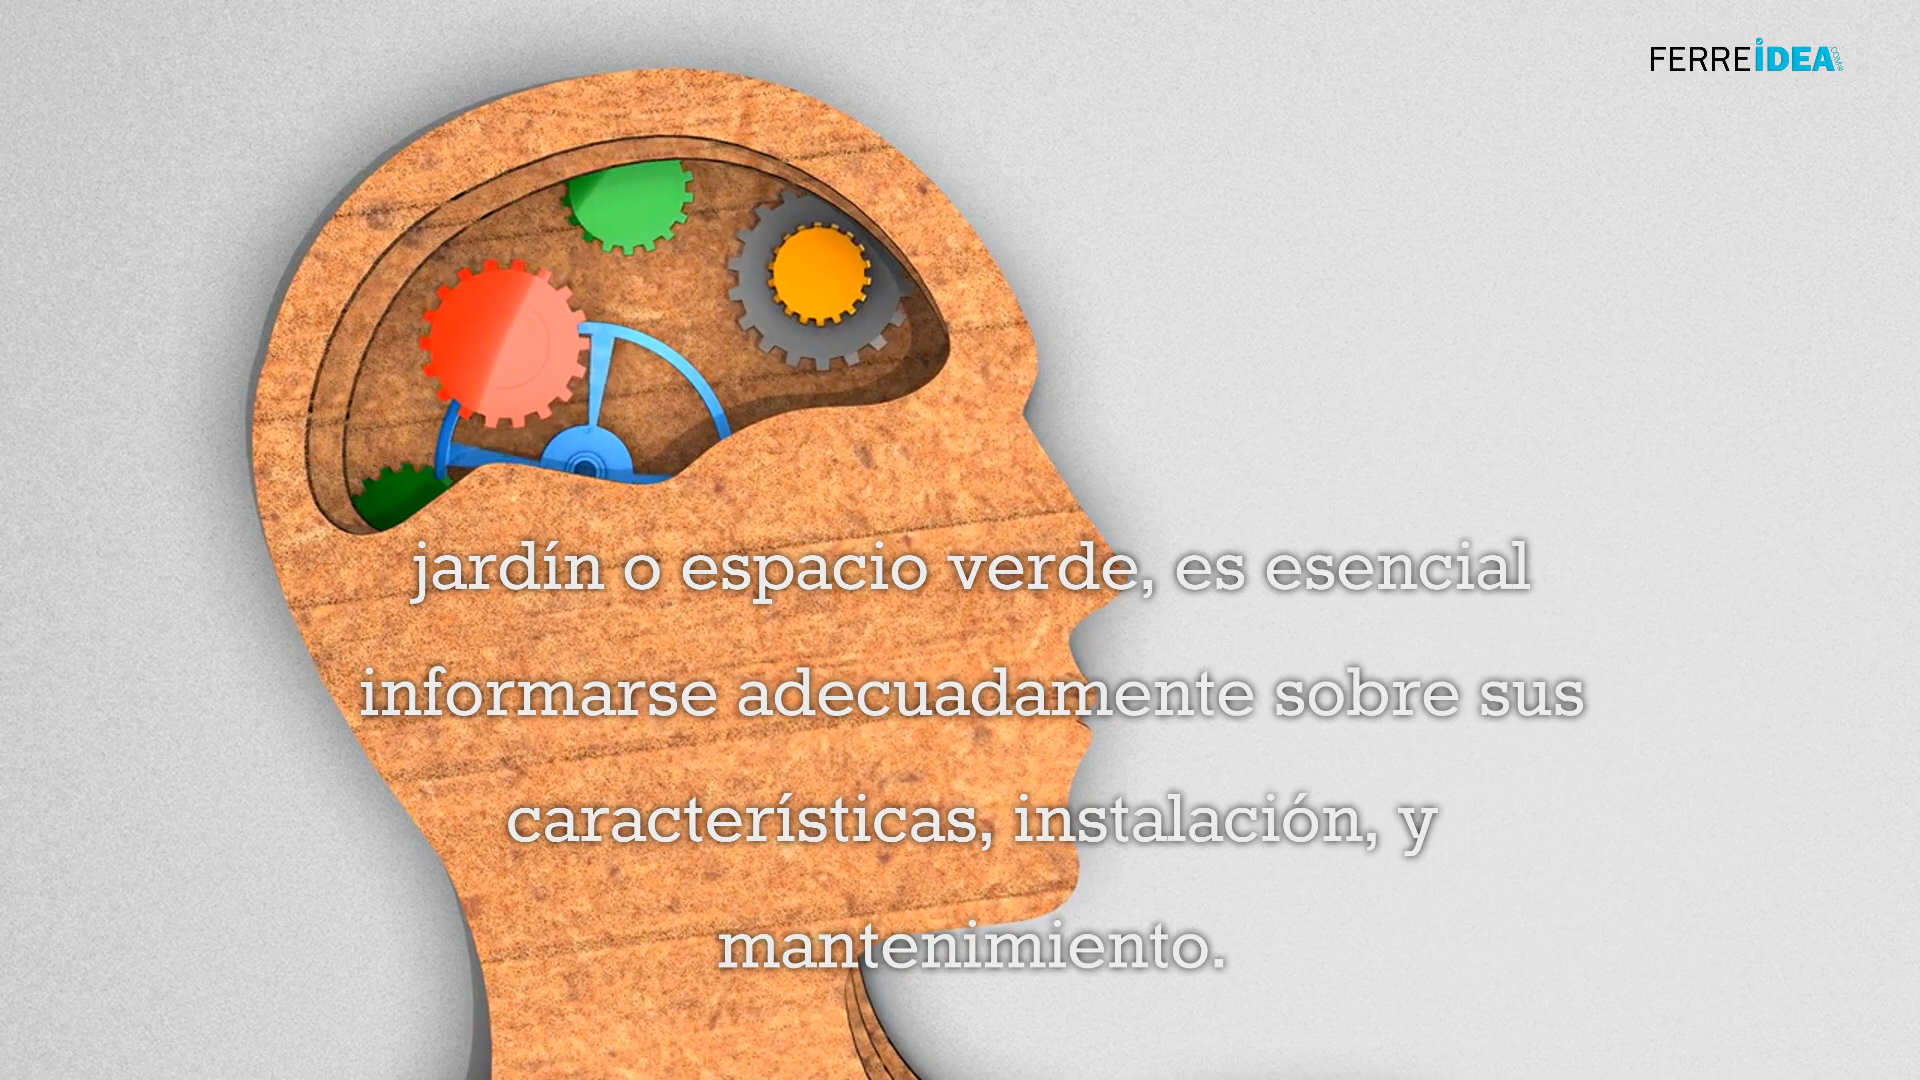 FERREIDEA
jardín o espacio verde, es esencial
informarse adecuadamente sobre sus
características, instalación, y
mantenimiento.